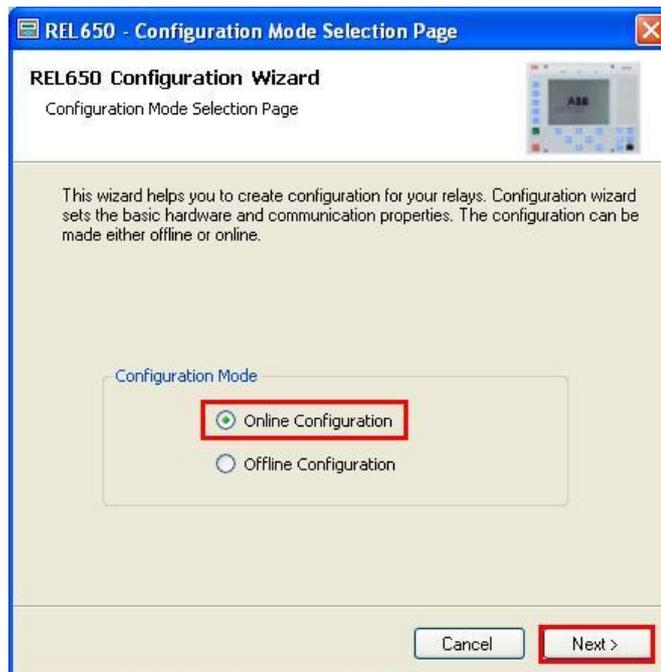 REL650 - Configuration Mode Selection Page
REL650 Configuration Wizard
Configuration Mode Selection Page
ABB
This wizard helps you to create configuration for your relays. Configuration wizard
sets the basic hardware and communication properties. The configuration can be
made either offline or online.
Configuration Mode
Online Configuration
Offline Configuration
Cancel
Next >